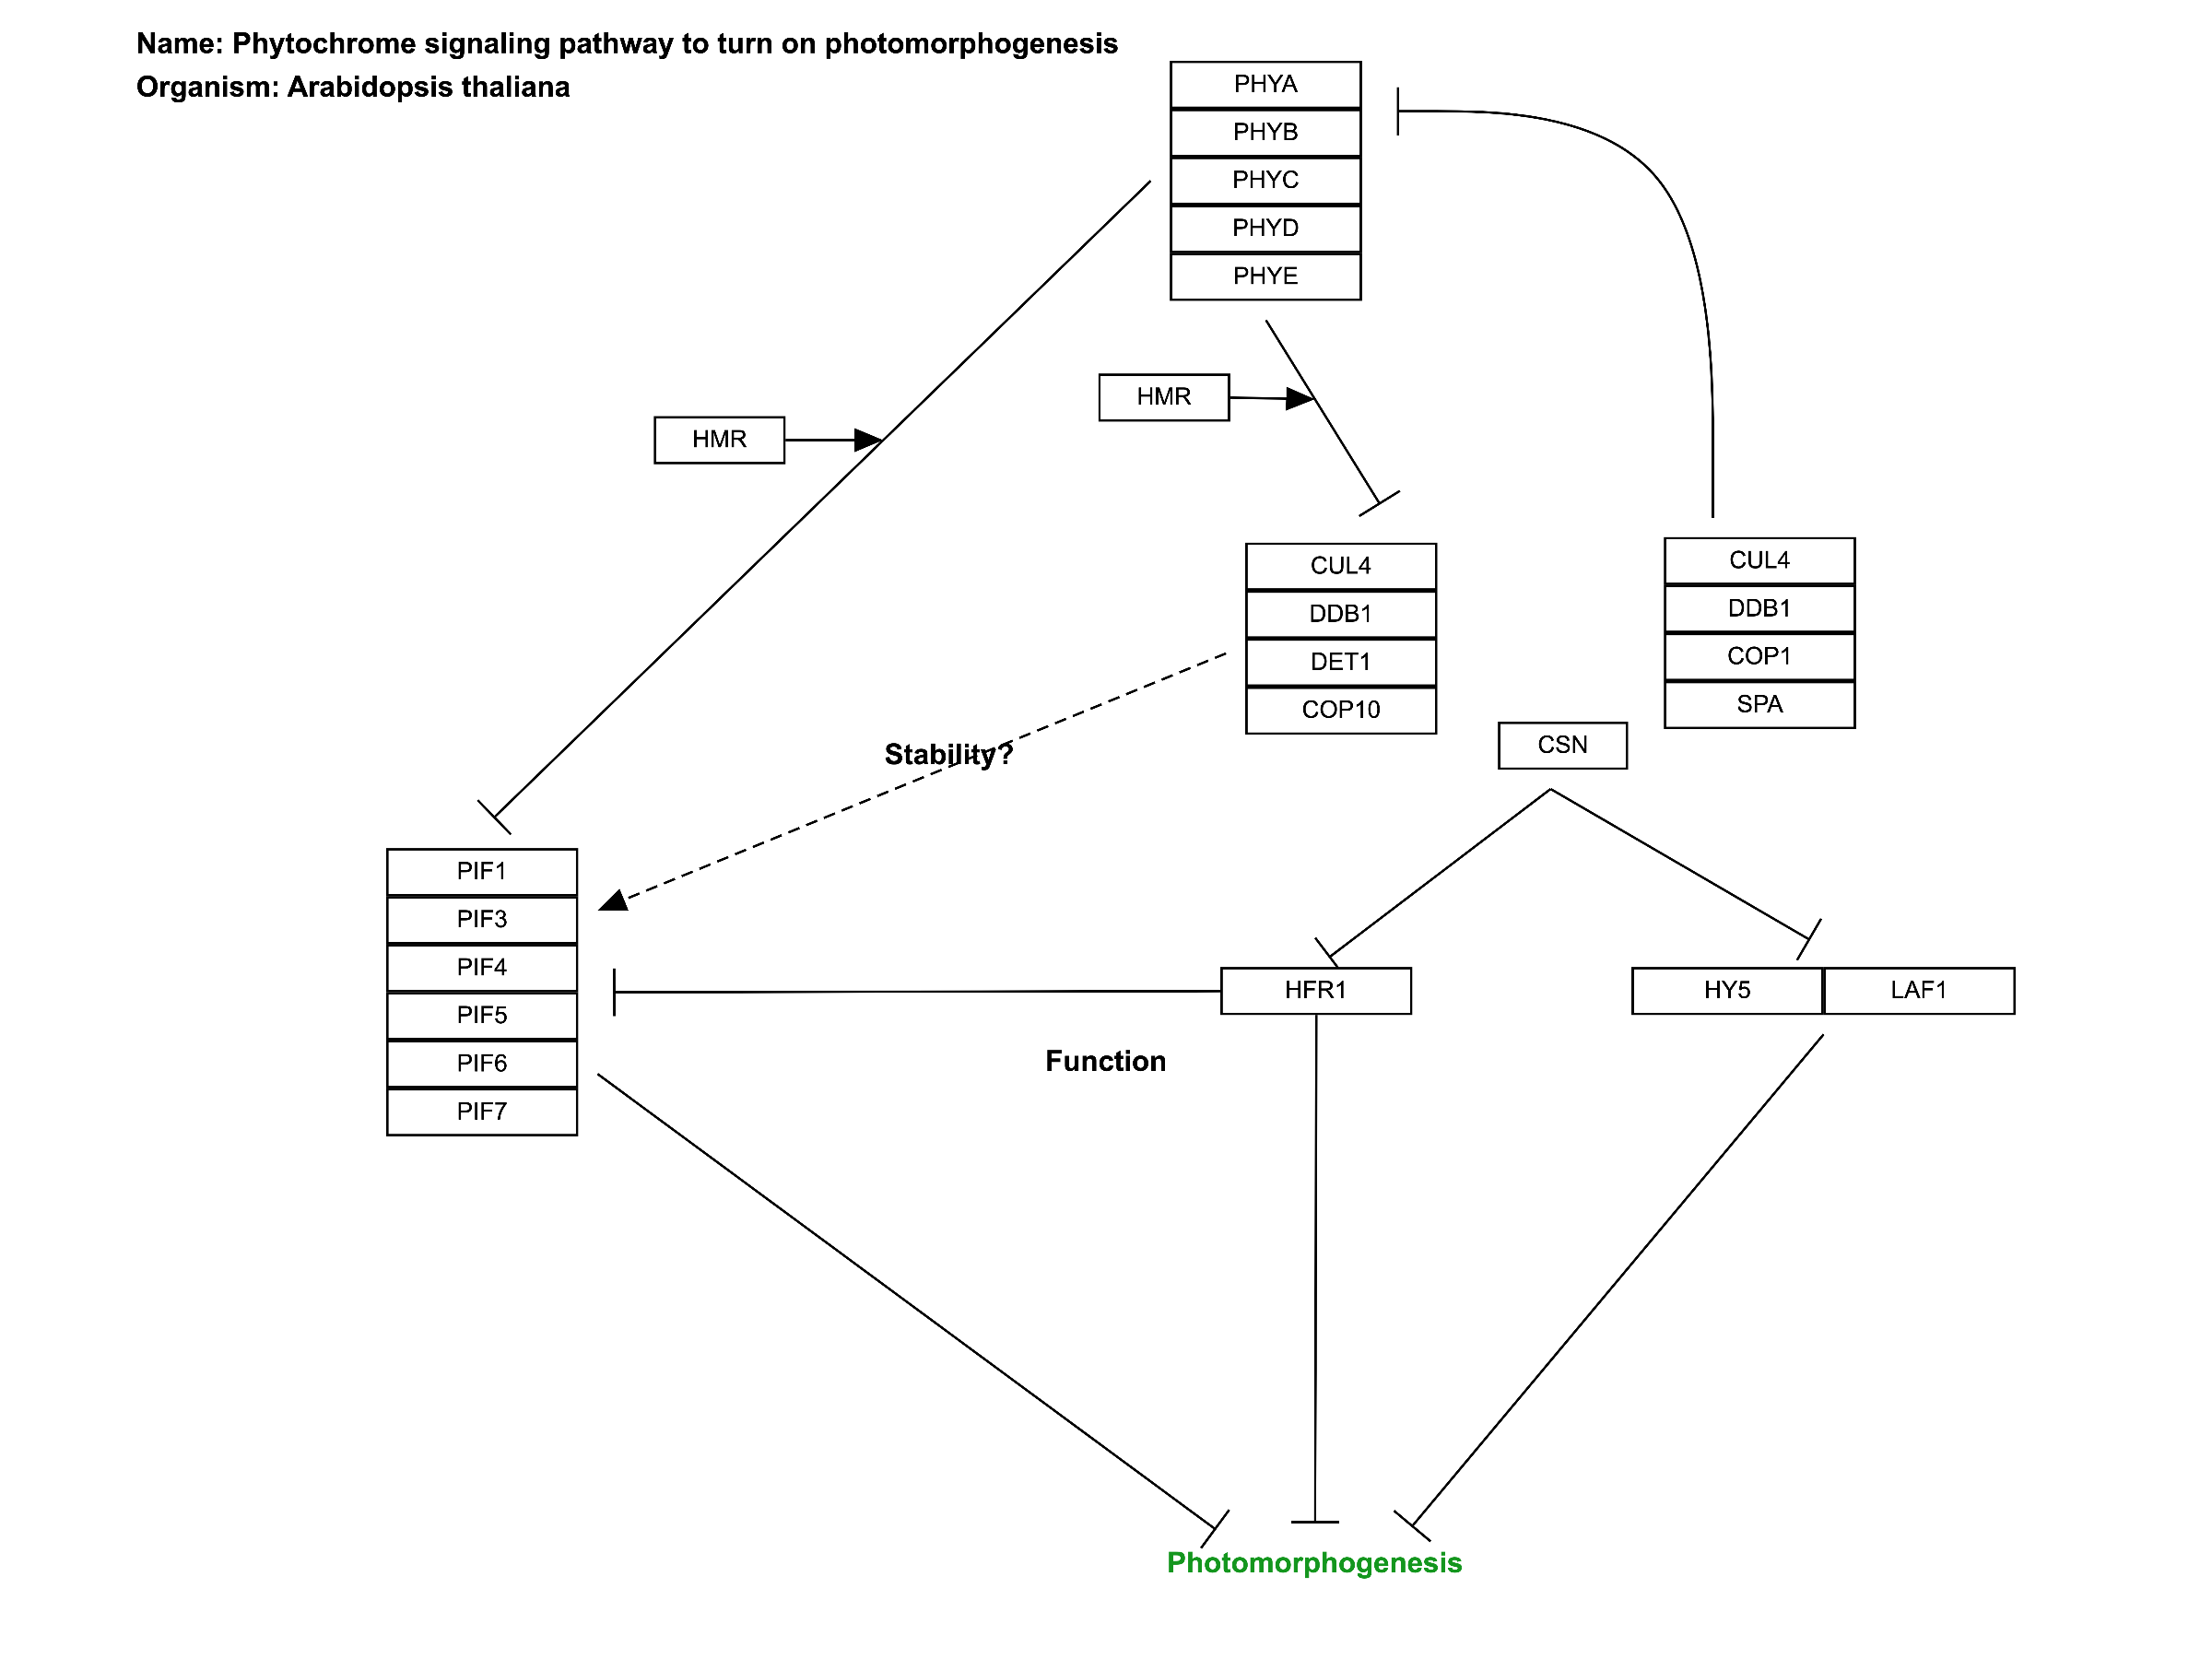 Name: Phytochrome signaling pathway to turn on photomorphogenesis
Organism: Arabidopsis thaliana
PHYA
PHYB
PHYC
PHYD
PHYE
HMR
HMR
CUL4
DDB1
DET1
COP10
CUL4
DDB1
COP1
SPA
CSN
Stability?
PIF1
PIF3
PIF4
PIF5
PIF6
PIF7
HFR1
HY5
LAF1
Function
Photomorphogenesis